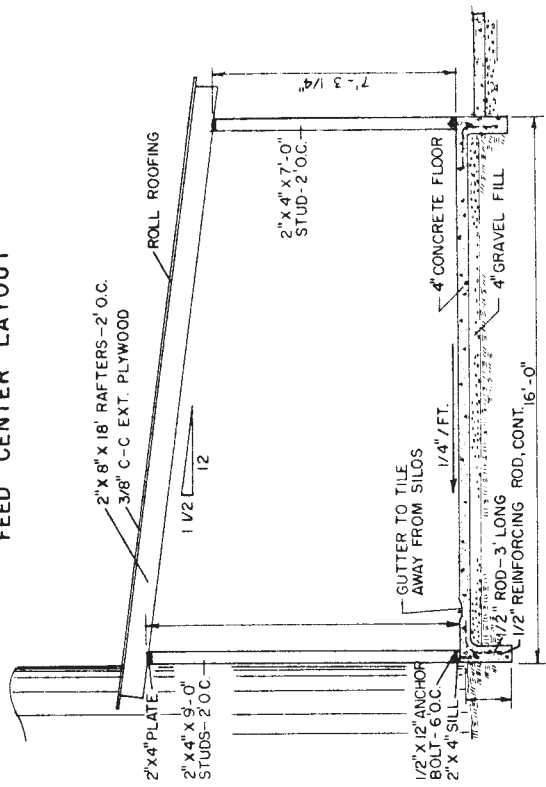 FEED CENTER LAYOUT
2" X 8" X 18' RAFTERS-2' O.C.
3/8" C-C EXT. PLYWOOD
ROLL ROOFING
1 1/2
12
7'- 3 1/4"
2" X 4" X 7'-0"
STUD-2' O.C.
2" X 4" PLATE
2" X 4" X 9'-0"
STUDS-2' O.C.
GUTTER TO TILE
AWAY FROM SILOS
1/4" / FT.
4" CONCRETE FLOOR
4" GRAVEL FILL
1/2" X 12" ANCHOR
BOLT- 6' O.C.
2" X 4" SILL
1/2" ROD-3' LONG
1/2" REINFORCING ROD, CONT.
16'-0"